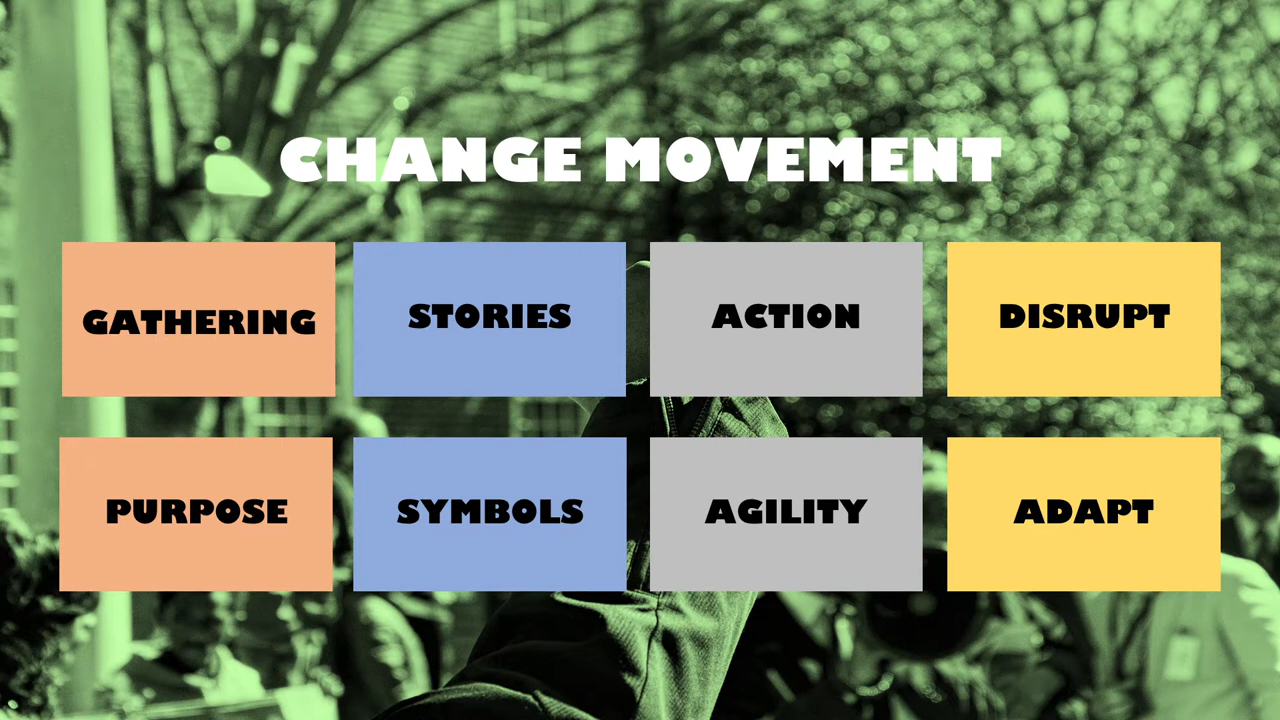 CHANGE MOVEMENT
GATHERING
STORIES
ACTION
DISRUPT
PURPOSE
SYMBOLS
AGILITY
ADAPT